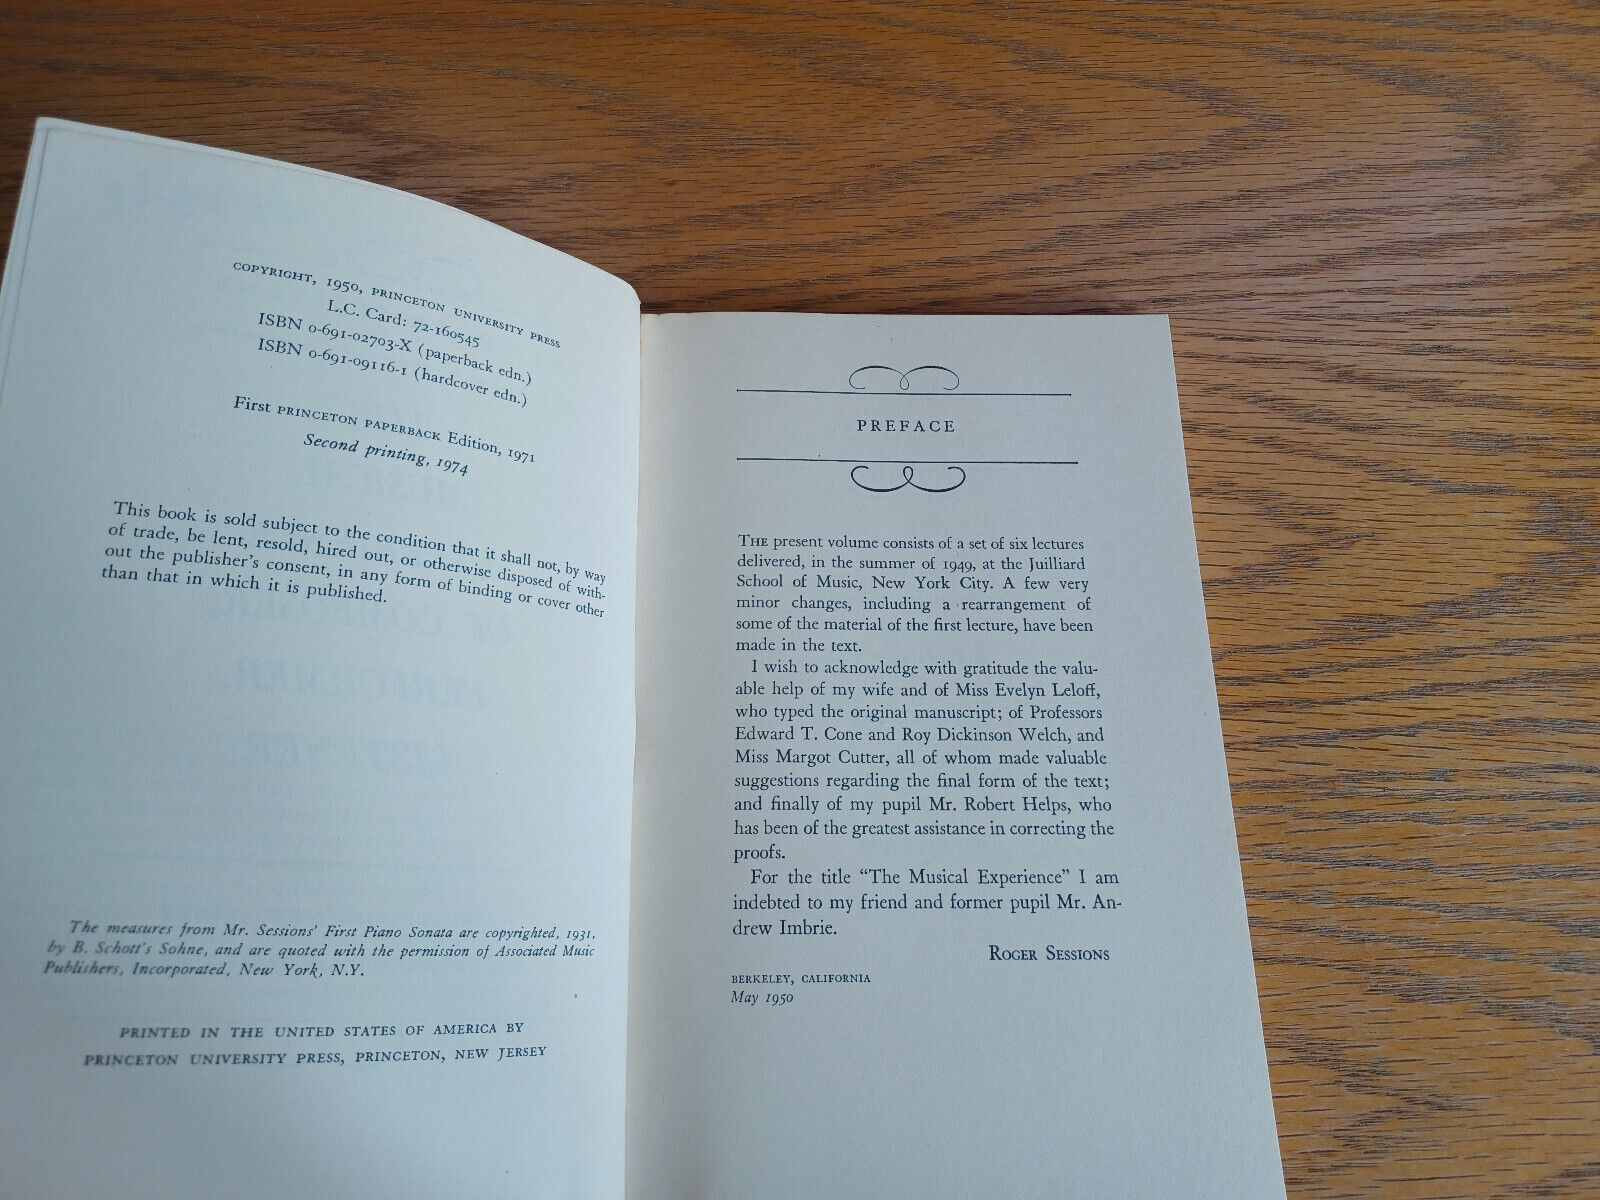 COPYRIGHT, 1950, PRINCETON UNIVERSITY PRESS
L.C. Card: 72-160545
ISBN 0-691-02703-X (paperback edn.)
ISBN 0-691-09116-1 (hardcover edn.)
First PRINCETON PAPERBACK Edition, 1971
Second printing, 1974
This book is sold subject to the condition that it shall not, by way
of trade, be lent, resold, hired out, or otherwise disposed of with-
out the publisher's consent, in any form of binding or cover other
than that in which it is published.
The measures from Mr. Sessions' First Piano Sonata are copyrighted, 1931,
by B. Schott's Sohne, and are quoted with the permission of Associated Music
Publishers, Incorporated, New York, N.Y.
PRINTED IN THE UNITED STATES OF AMERICA BY
PRINCETON UNIVERSITY PRESS, PRINCETON, NEW JERSEY
PREFACE
THE present volume consists of a set of six lectures
delivered, in the summer of 1949, at the Juilliard
School of Music, New York City. A few very
minor changes, including a rearrangement of
some of the material of the first lecture, have been
made in the text.
I wish to acknowledge with gratitude the valu-
able help of my wife and of Miss Evelyn Leloff,
who typed the original manuscript; of Professors
Edward T. Cone and Roy Dickinson Welch, and
Miss Margot Cutter, all of whom made valuable
suggestions regarding the final form of the text;
and finally of my pupil Mr. Robert Helps, who
has been of the greatest assistance in correcting the
proofs.
For the title "The Musical Experience" I am
indebted to my friend and former pupil Mr. An-
drew Imbrie.
ROGER SESSIONS
BERKELEY, CALIFORNIA
May 1950